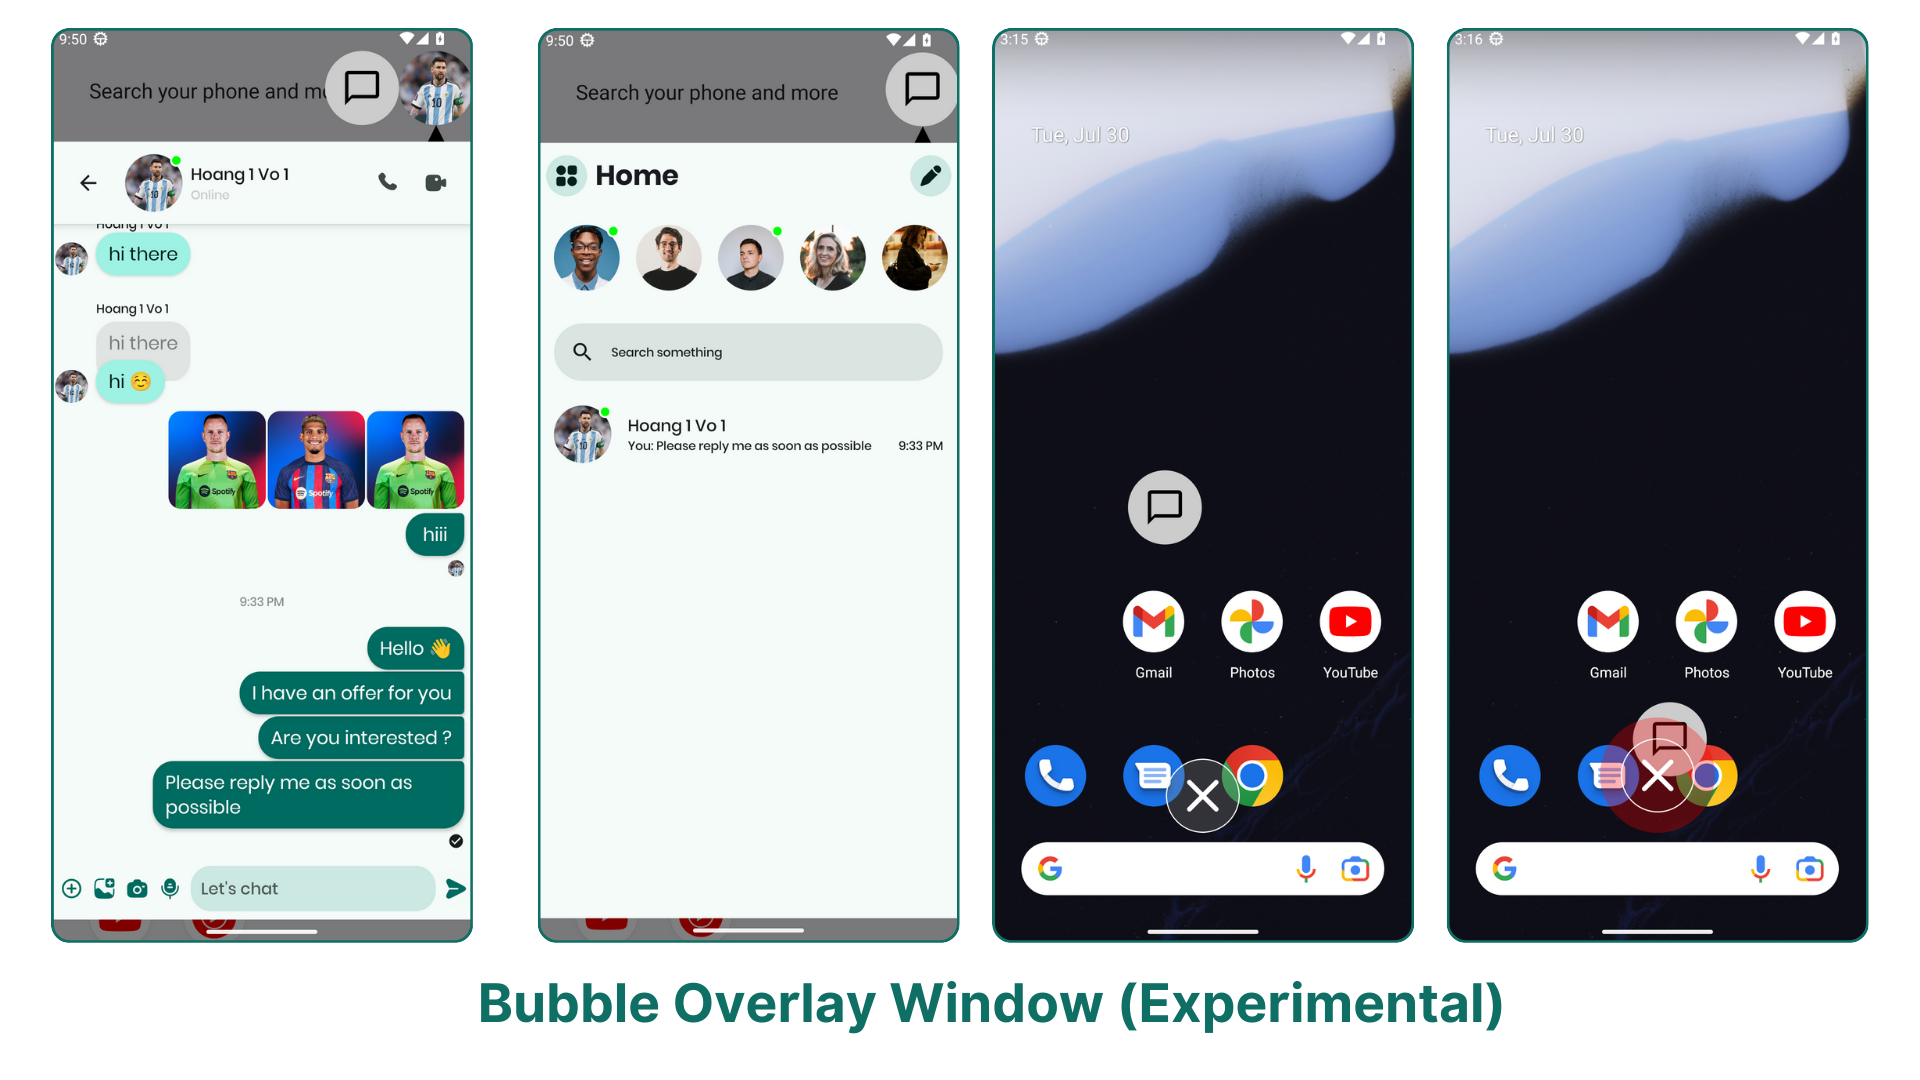 9:50
Search your phone and m
Hoang 1 Vo 1
Online
Hoang 1 Vo 1
hi there
Hoang 1 Vo 1
hi there
hi ☺️
Spotify
Spotify
Spotify
hiii
9:33 PM
Hello 👋
I have an offer for you
Are you interested ?
Please reply me as soon as
possible
Let's chat
9:50
Search your phone and more
Home
Search something
Hoang 1 Vo 1
You: Please reply me as soon as possible 9:33 PM
3:15
Tue, Jul 30
Gmail Photos YouTube
3:16
Tue, Jul 30
Gmail Photos YouTube
Bubble Overlay Window (Experimental)